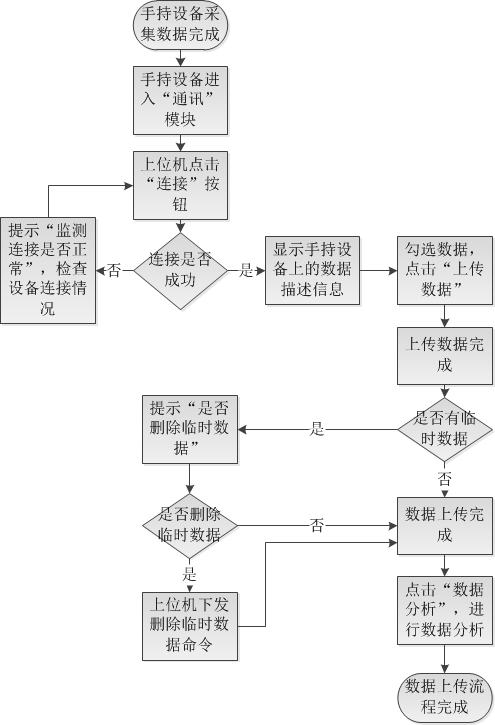 手持设备采
集数据完成
手持设备进
入“通讯”
模块
上位机点击
“连接”按
钮
提示“监测
连接是否正
常”，检查
设备连接情
况
否
连接是否
成功
是
显示手持设
备上的数据
描述信息
勾选数据，
点击“上传
数据”
上传数据完
成
是否有临
时数据
是
提示“是否
删除临时数
据”
否
是否删除
临时数据
否
数据上传完
成
是
上位机下发
删除临时数
据命令
点击“数据
分析”，进
行数据分析
数据上传流
程完成